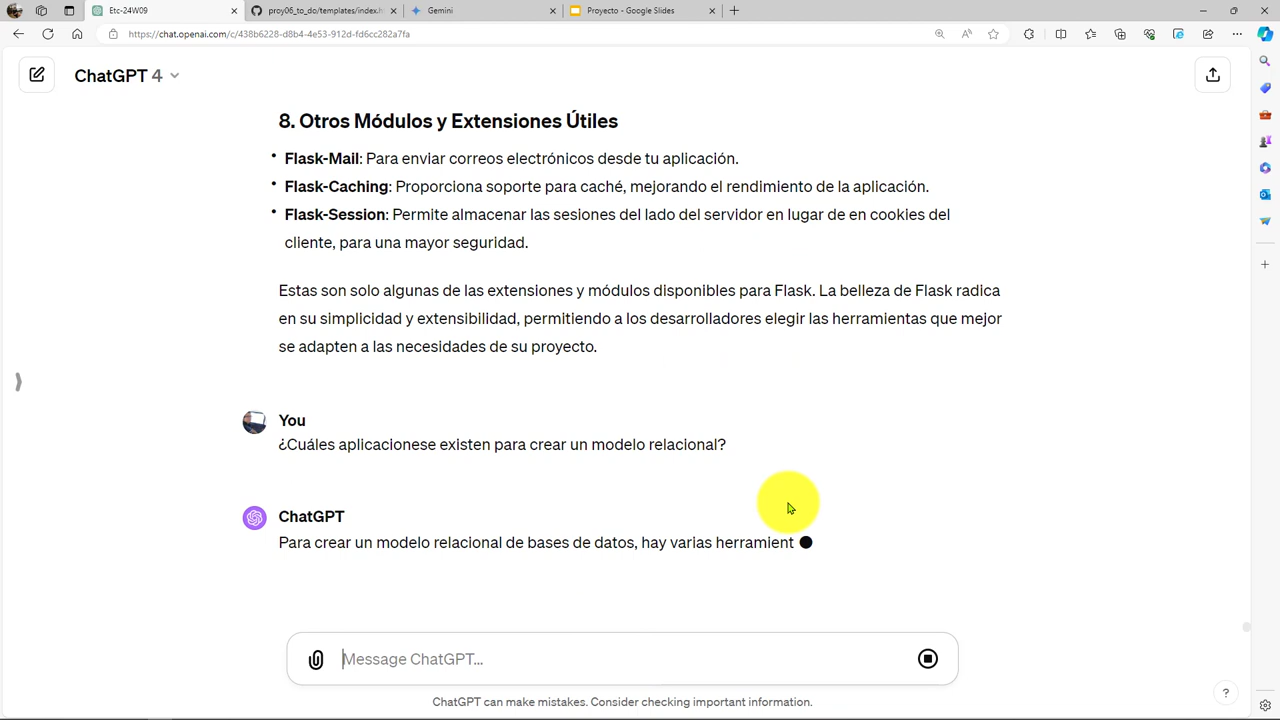 Etc-24W09
proy06_to_do/templates/index.h
Gemini
Proyecto - Google Slides
https://chat.openai.com/c/438b6228-d8b4-4e53-912d-fd6cc282a7fa
ChatGPT 4
8. Otros Módulos y Extensiones Útiles
• Flask-Mail: Para enviar correos electrónicos desde tu aplicación.
• Flask-Caching: Proporciona soporte para caché, mejorando el rendimiento de la aplicación.
• Flask-Session: Permite almacenar las sesiones del lado del servidor en lugar de en cookies del
cliente, para una mayor seguridad.
Estas son solo algunas de las extensiones y módulos disponibles para Flask. La belleza de Flask radica
en su simplicidad y extensibilidad, permitiendo a los desarrolladores elegir las herramientas que mejor
se adapten a las necesidades de su proyecto.
You
¿Cuáles aplicacionese existen para crear un modelo relacional?
ChatGPT
Para crear un modelo relacional de bases de datos, hay varias herramient
Message ChatGPT...
ChatGPT can make mistakes. Consider checking important information.
?